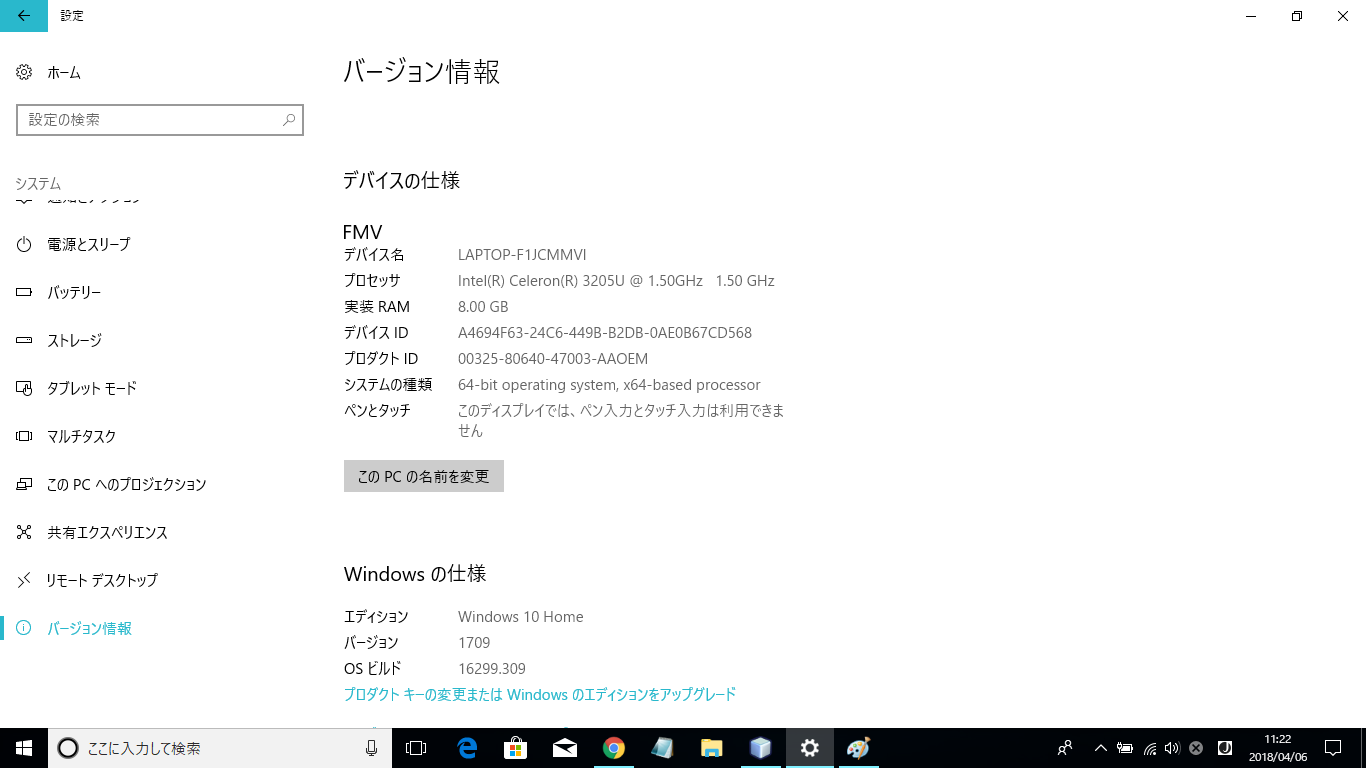 設定
ホーム
設定の検索
システム
電源とスリープ
バッテリー
ストレージ
タブレット モード
マルチタスク
この PC へのプロジェクション
共有エクスペリエンス
リモート デスクトップ
バージョン情報
バージョン情報
デバイスの仕様
FMV
デバイス名 LAPTOP-F1JCMMVI
プロセッサ Intel(R) Celeron(R) 3205U @ 1.50GHz 1.50 GHz
実装 RAM 8.00 GB
デバイス ID A4694F63-24C6-449B-B2DB-0AE0B67CD568
プロダクト ID 00325-80640-47003-AAOEM
システムの種類 64-bit operating system, x64-based processor
ペンとタッチ このディスプレイでは、ペン入力とタッチ入力は利用できま
せん
この PC の名前を変更
Windows の仕様
エディション Windows 10 Home
バージョン 1709
OS ビルド 16299.309
プロダクト キーの変更または Windows のエディションをアップグレード
ここに入力して検索
11:22
2018/04/06